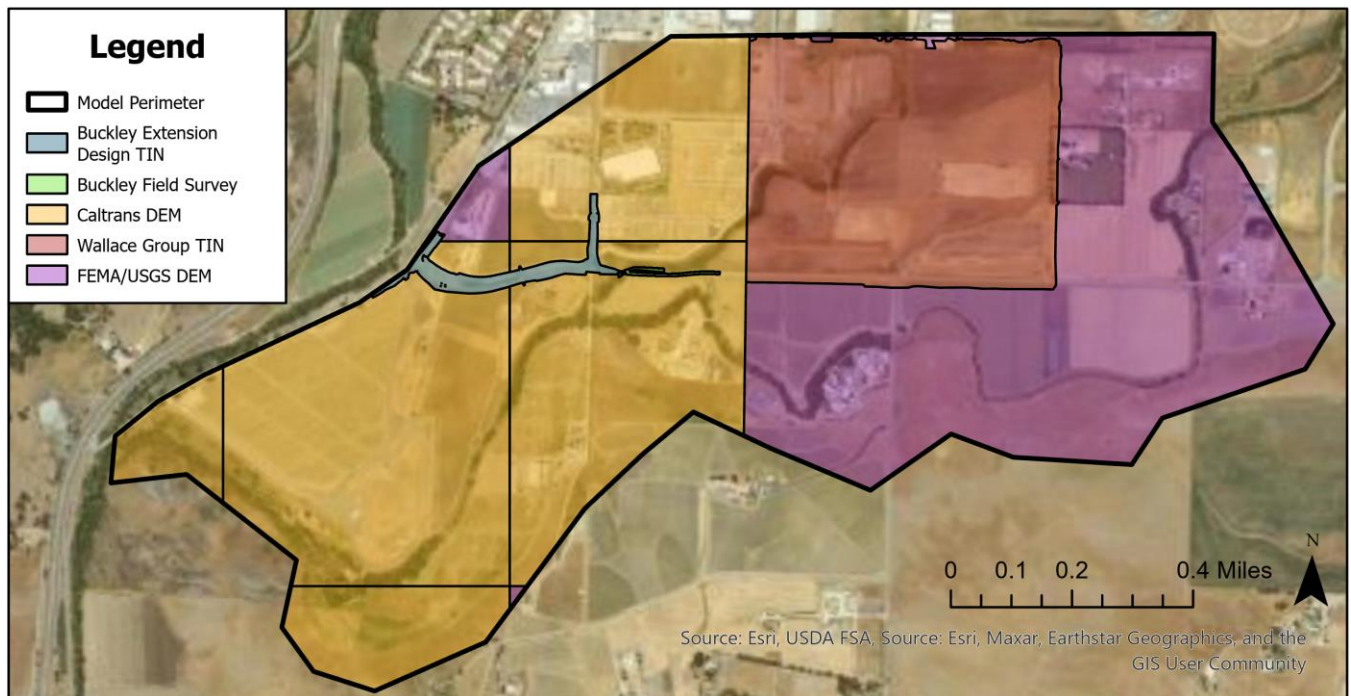 Legend
Model Perimeter
Buckley Extension
Design TIN
Buckley Field Survey
Caltrans DEM
Wallace Group TIN
FEMA/USGS DEM
N
0 0.1 0.2 0.4 Miles
Source: Esri, USDA FSA, Source: Esri, Maxar, Earthstar Geographics, and the
GIS User Community